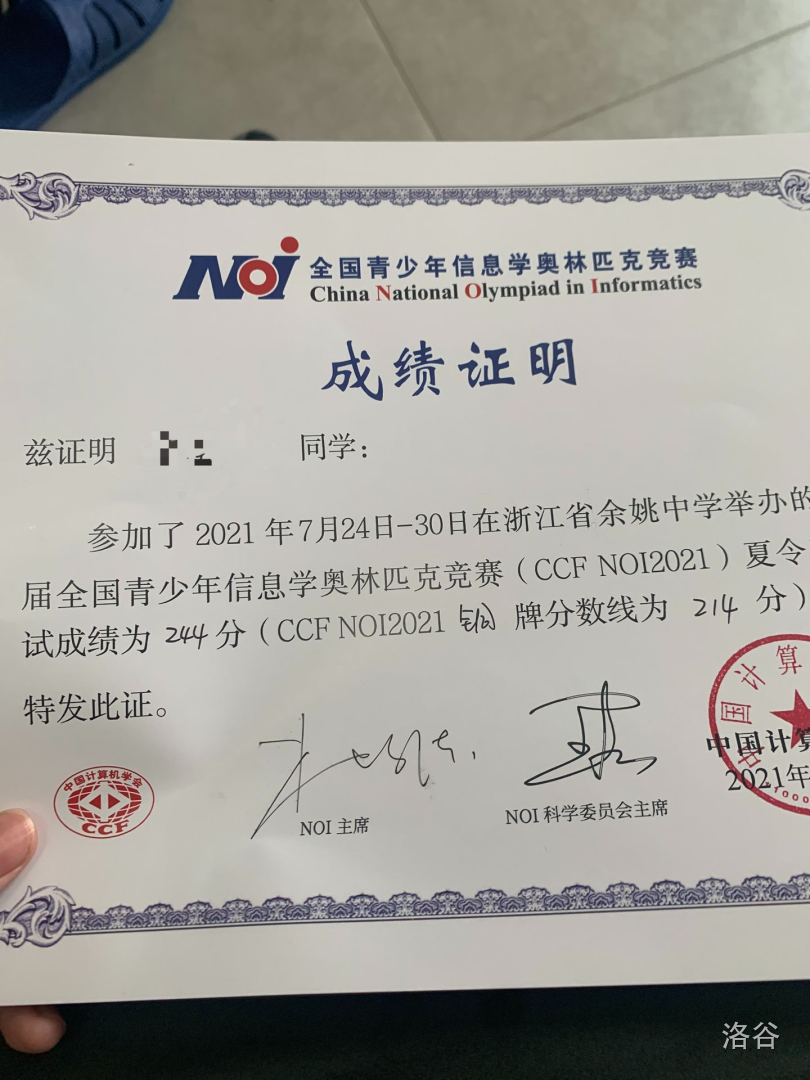 NOI 全国青少年信息学奥林匹克竞赛
China National Olympiad in Informatics
成绩证明
兹证明 同学：
参加了 2021 年7月24日-30日在浙江省余姚中学举办的
届全国青少年信息学奥林匹克竞赛（CCF NOI2021）夏令
试成绩为 244 分（CCF NOI2021 铜 牌分数线为 214 分）
特发此证。
中国计算机学会
CCF
NOI 主席
NOI 科学委员会主席
中国计算
中国计算
2021年
洛谷